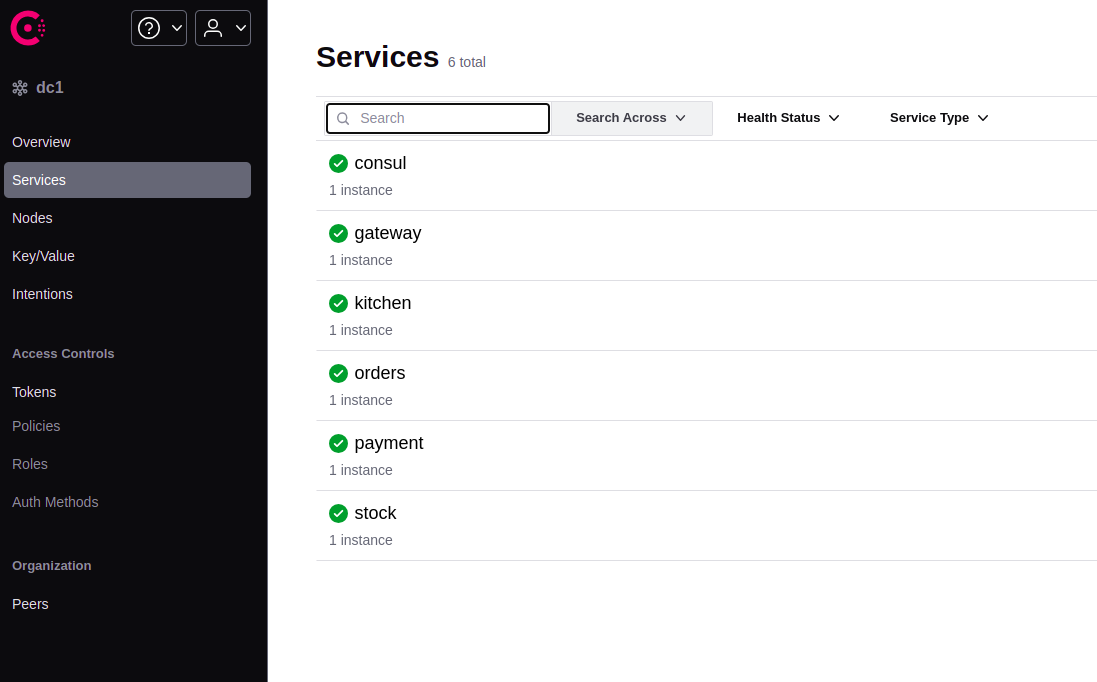 dc1
Overview
Services
Nodes
Key/Value
Intentions
Access Controls
Tokens
Policies
Roles
Auth Methods
Organization
Peers
Services 6 total
Search Search Across Health Status Service Type
consul
1 instance
gateway
1 instance
kitchen
1 instance
orders
1 instance
payment
1 instance
stock
1 instance